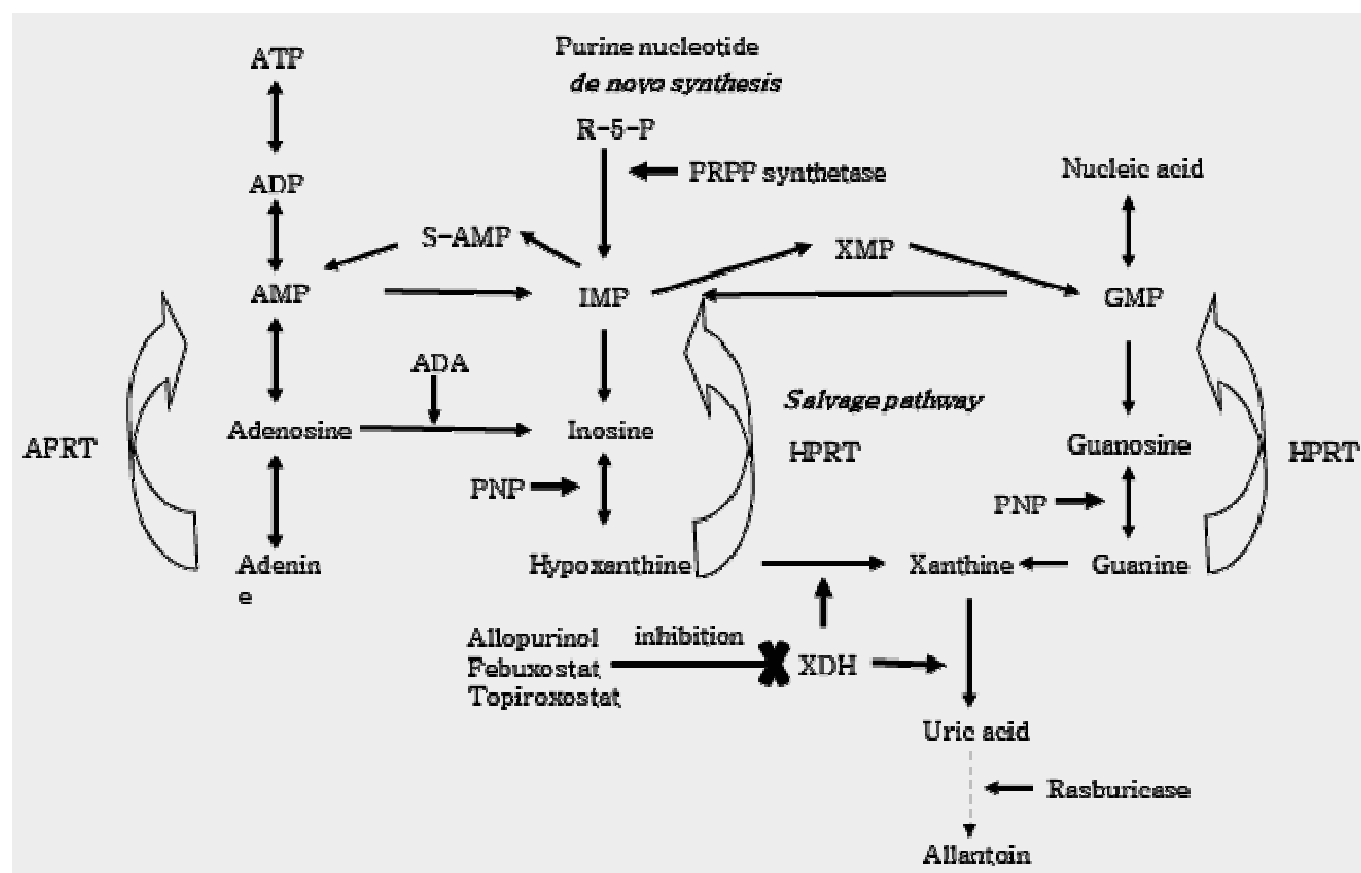 ATP
Purine nucleotide
de novo synthesis
R-5-P
PRPP synthetase
Nucleic acid
ADP
S-AMP
XMP
AMP
IMP
GMP
ADA
Salvage pathway
Adenosine
Inosine
Guanosine
APRT
HPRT
HPRT
PNP
PNP
Adenin
e
Hypoxanthine
Xanthine
Guanine
Allopurinol
inhibition
Febuxostat
XDH
Topiroxostat
Uric acid
Rasburicase
Allantoin